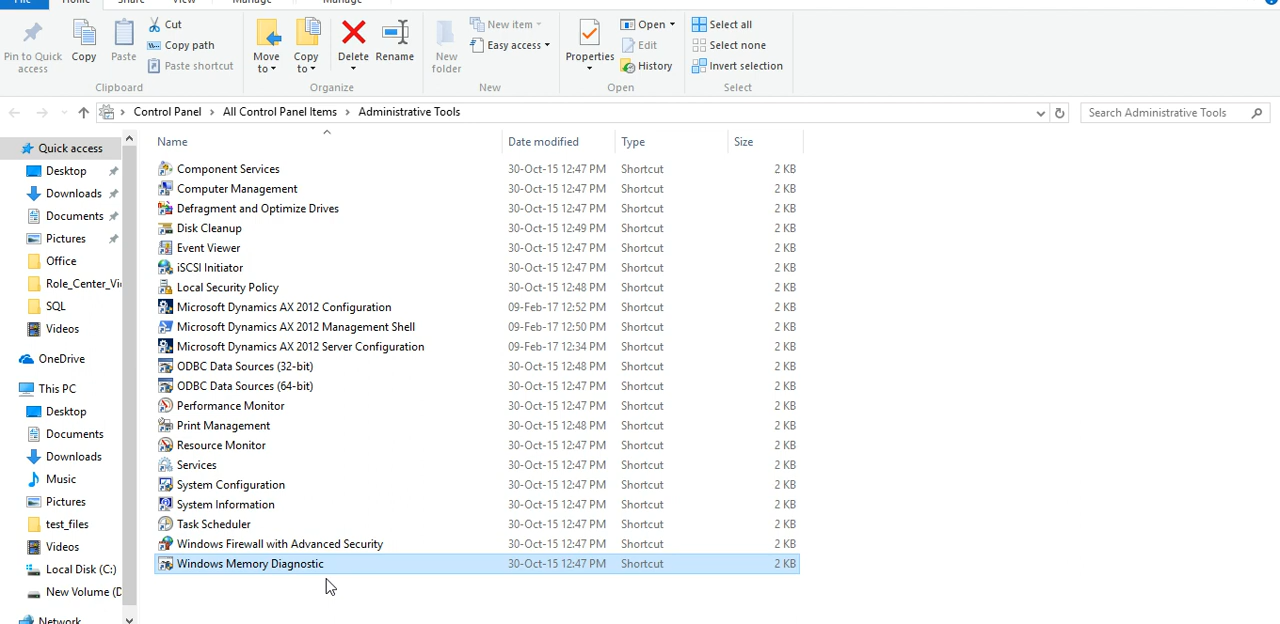 File Home Share View Manage Manage
Pin to Quick access
Copy
Paste
Cut
Copy path
Paste shortcut
Clipboard
Move to
Copy to
Delete
Rename
Organize
New folder
New item
Easy access
New
Properties
Open
Edit
History
Open
Select all
Select none
Invert selection
Select
Control Panel All Control Panel Items Administrative Tools
Search Administrative Tools
Quick access
Desktop
Downloads
Documents
Pictures
Office
Role_Center_Vi
SQL
Videos
OneDrive
This PC
Desktop
Documents
Downloads
Music
Pictures
test_files
Videos
Local Disk (C:)
New Volume (D
Network
Name Date modified Type Size
Component Services 30-Oct-15 12:47 PM Shortcut 2 KB
Computer Management 30-Oct-15 12:47 PM Shortcut 2 KB
Defragment and Optimize Drives 30-Oct-15 12:47 PM Shortcut 2 KB
Disk Cleanup 30-Oct-15 12:49 PM Shortcut 2 KB
Event Viewer 30-Oct-15 12:47 PM Shortcut 2 KB
iSCSI Initiator 30-Oct-15 12:47 PM Shortcut 2 KB
Local Security Policy 30-Oct-15 12:48 PM Shortcut 2 KB
Microsoft Dynamics AX 2012 Configuration 09-Feb-17 12:52 PM Shortcut 2 KB
Microsoft Dynamics AX 2012 Management Shell 09-Feb-17 12:50 PM Shortcut 2 KB
Microsoft Dynamics AX 2012 Server Configuration 09-Feb-17 12:34 PM Shortcut 2 KB
ODBC Data Sources (32-bit) 30-Oct-15 12:48 PM Shortcut 2 KB
ODBC Data Sources (64-bit) 30-Oct-15 12:47 PM Shortcut 2 KB
Performance Monitor 30-Oct-15 12:47 PM Shortcut 2 KB
Print Management 30-Oct-15 12:48 PM Shortcut 2 KB
Resource Monitor 30-Oct-15 12:47 PM Shortcut 2 KB
Services 30-Oct-15 12:47 PM Shortcut 2 KB
System Configuration 30-Oct-15 12:47 PM Shortcut 2 KB
System Information 30-Oct-15 12:47 PM Shortcut 2 KB
Task Scheduler 30-Oct-15 12:47 PM Shortcut 2 KB
Windows Firewall with Advanced Security 30-Oct-15 12:47 PM Shortcut 2 KB
Windows Memory Diagnostic 30-Oct-15 12:47 PM Shortcut 2 KB